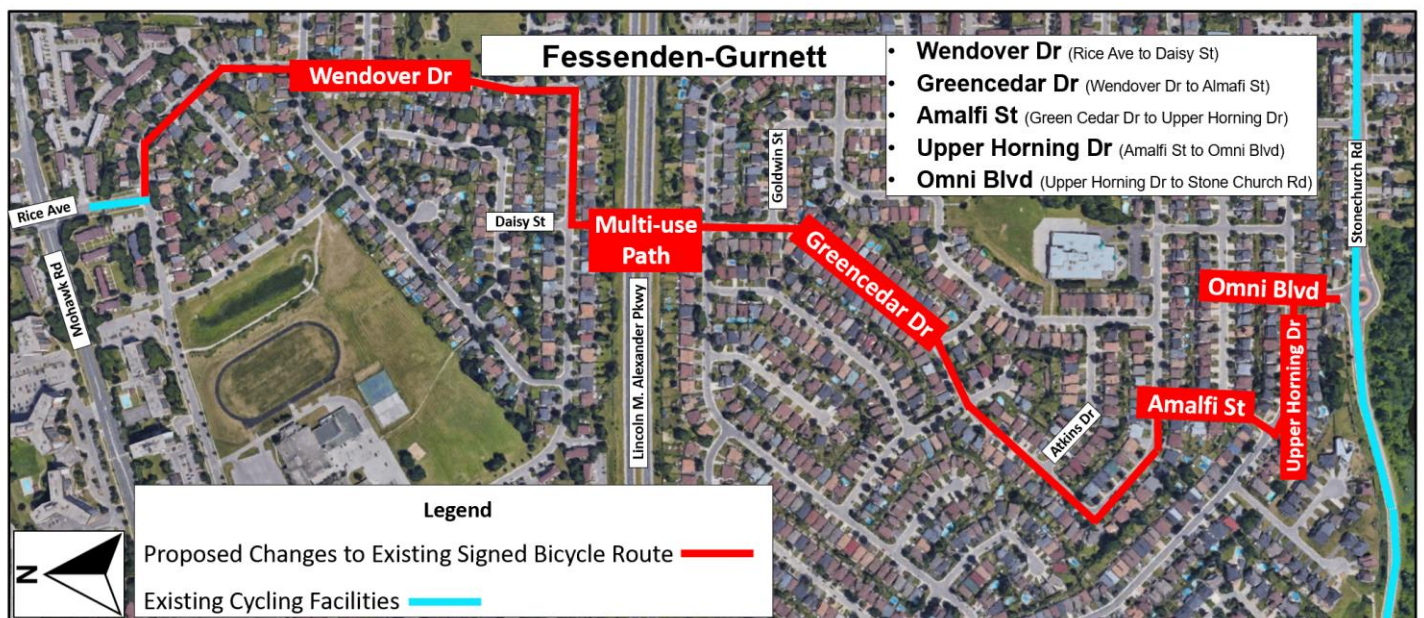 Fessenden-Gurnett
• Wendover Dr (Rice Ave to Daisy St)
• Greencedar Dr (Wendover Dr to Almafi St)
• Amalfi St (Green Cedar Dr to Upper Horning Dr)
• Upper Horning Dr (Amalfi St to Omni Blvd)
• Omni Blvd (Upper Horning Dr to Stone Church Rd)
Wendover Dr
Rice Ave
Mohawk Rd
Daisy St
Multi-use
Path
Lincoln M. Alexander Pkwy
Goldwin St
Greencedar Dr
Atkins Dr
Amalfi St
Omni Blvd
Upper Horning Dr
Stonechurch Rd
Legend
Proposed Changes to Existing Signed Bicycle Route
Existing Cycling Facilities
N